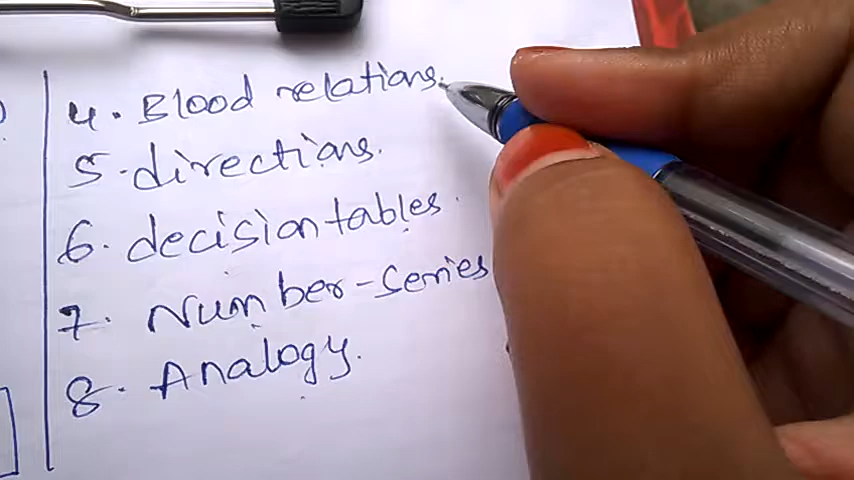 4. Blood relations.
5. directions.
6. decision tables.
7. Number-Series
8. Analogy.